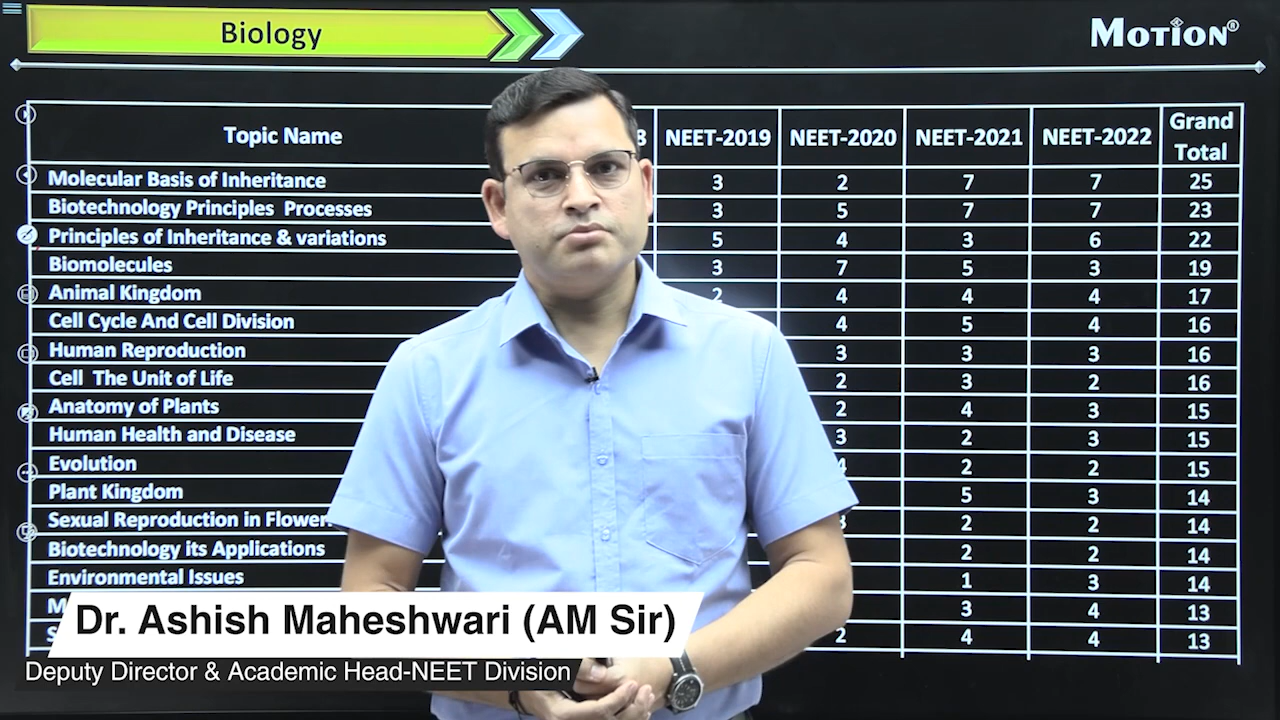 Biology
MOTION®
Topic Name NEET-2019 NEET-2020 NEET-2021 NEET-2022 Grand Total
Molecular Basis of Inheritance 3 2 7 7 25
Biotechnology Principles Processes 3 5 7 7 23
Principles of Inheritance & variations 5 4 3 6 22
Biomolecules 3 7 5 3 19
Animal Kingdom 2 4 4 4 17
Cell Cycle And Cell Division 4 5 4 16
Human Reproduction 3 3 3 16
Cell The Unit of Life 2 3 2 16
Anatomy of Plants 2 4 3 15
Human Health and Disease 3 2 3 15
Evolution 2 2 15
Plant Kingdom 5 3 14
Sexual Reproduction in 2 2 14
Biotechnology its Applications 2 2 14
Environmental Issues 1 3 14
3 4 13
2 4 4 13
Dr. Ashish Maheshwari (AM Sir)
Deputy Director & Academic Head-NEET Division